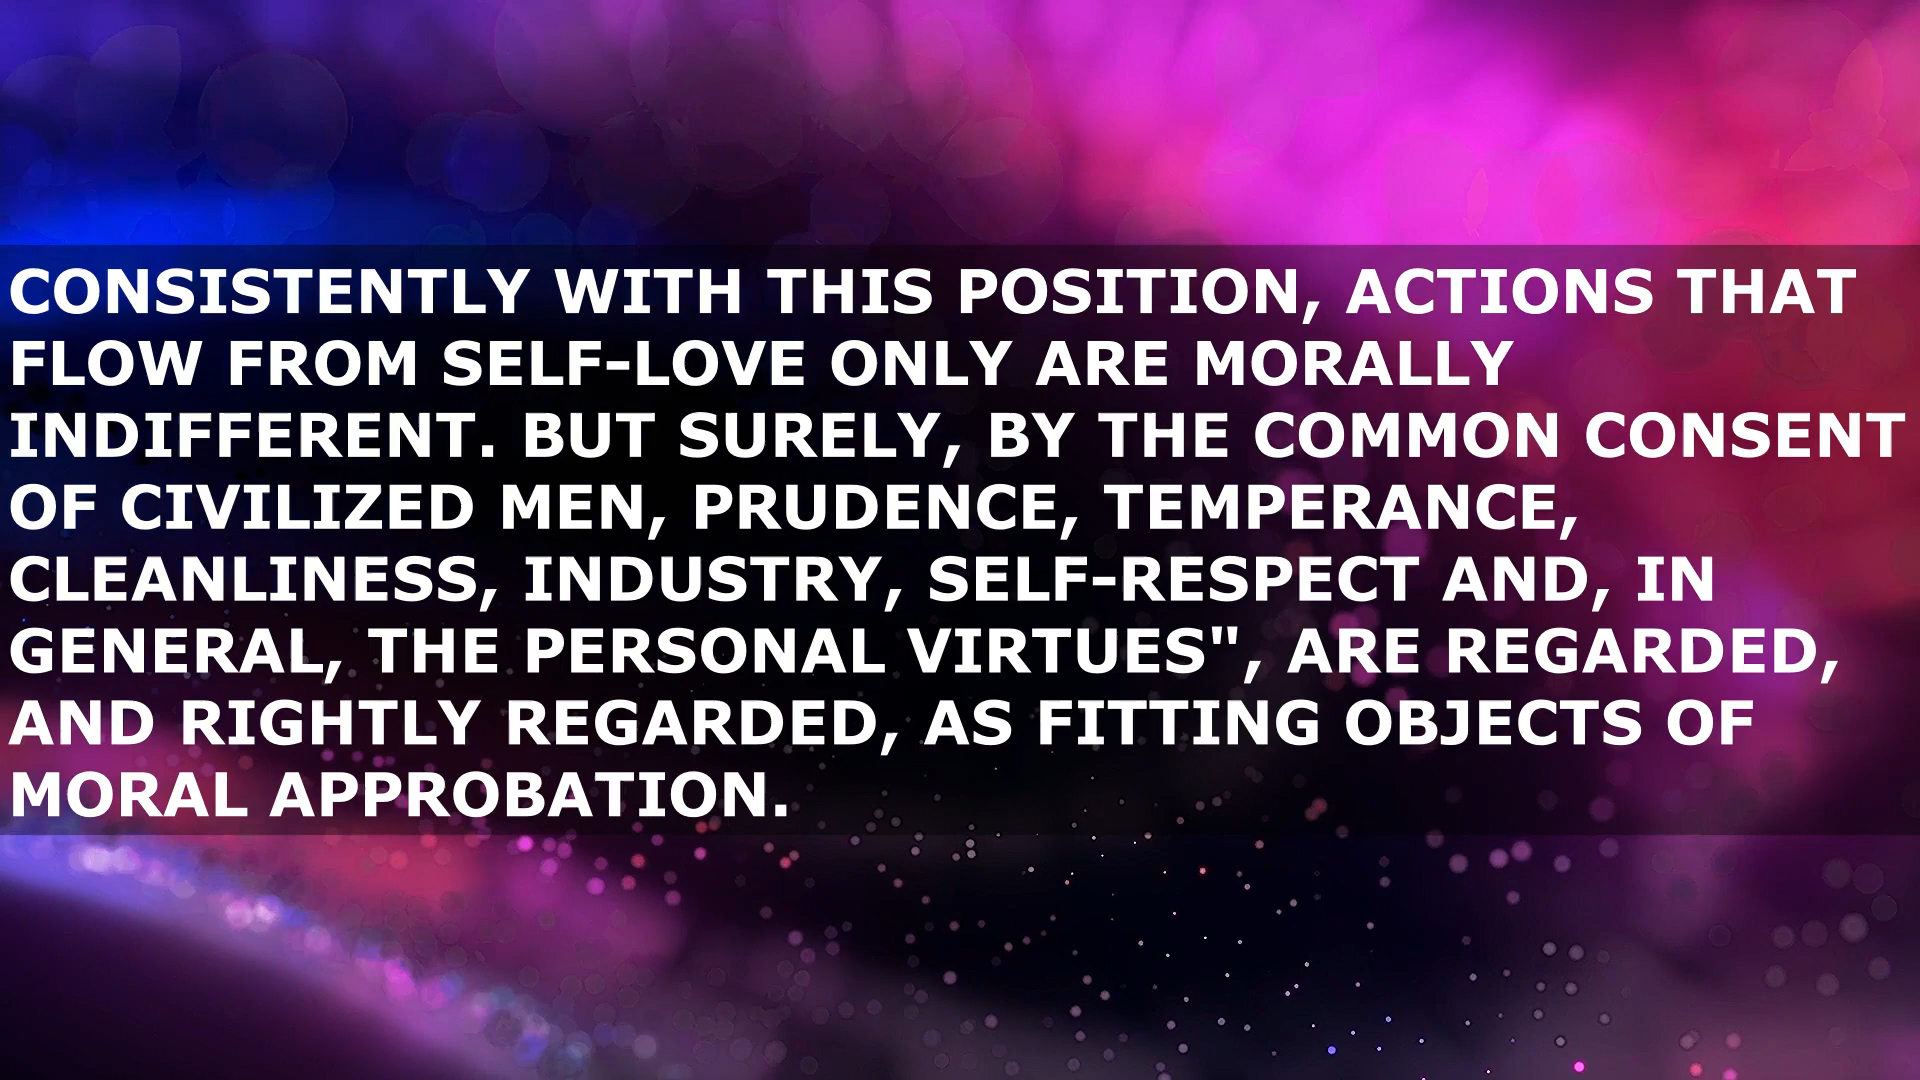 CONSISTENTLY WITH THIS POSITION, ACTIONS THAT
FLOW FROM SELF-LOVE ONLY ARE MORALLY
INDIFFERENT. BUT SURELY, BY THE COMMON CONSENT
OF CIVILIZED MEN, PRUDENCE, TEMPERANCE,
CLEANLINESS, INDUSTRY, SELF-RESPECT AND, IN
GENERAL, THE PERSONAL VIRTUES", ARE REGARDED,
AND RIGHTLY REGARDED, AS FITTING OBJECTS OF
MORAL APPROBATION.